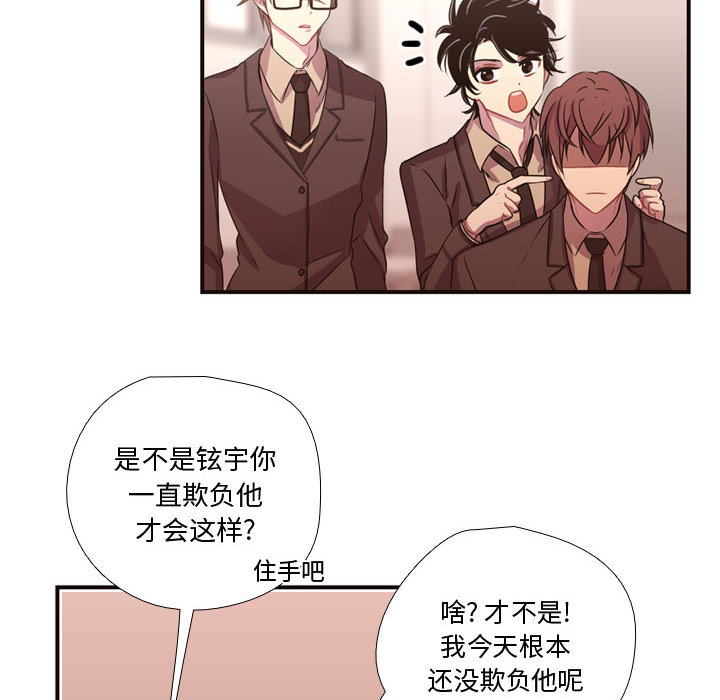 是不是铉宇你
一直欺负他
才会这样?
住手吧
啥? 才不是!
我今天根本
还没欺负他呢